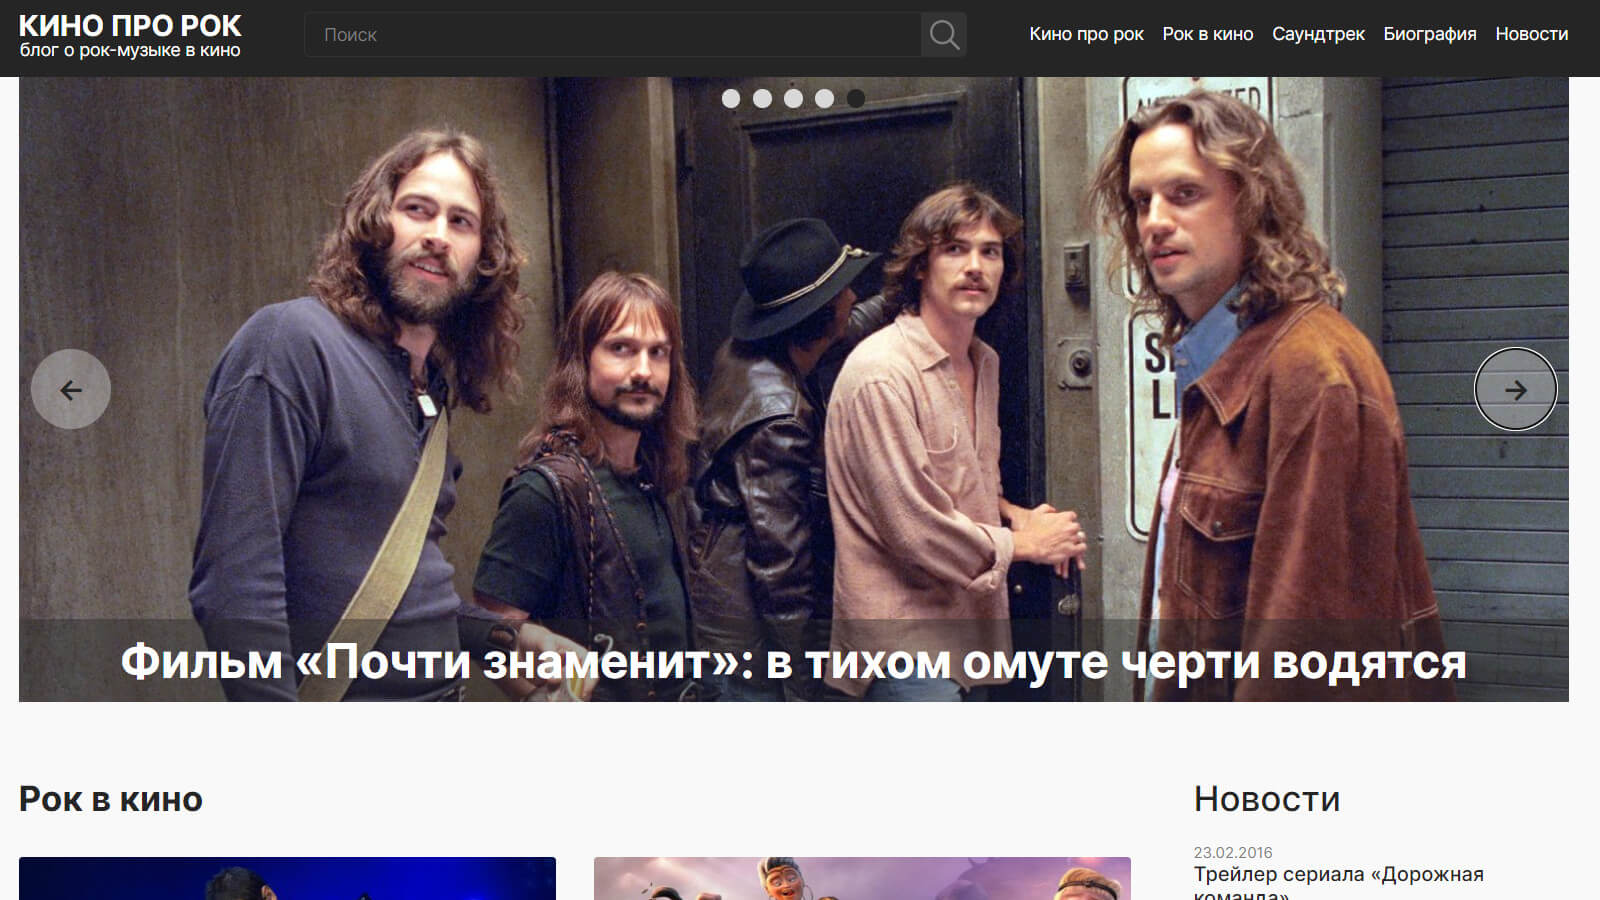 КИНО ПРО РОК
блог о рок-музыке в кино
Поиск
Кино про рок Рок в кино Саундтрек Биография Новости
Фильм «Почти знаменит»: в тихом омуте черти водятся
Рок в кино
Новости
23.02.2016
Трейлер сериала «Дорожная
команда»